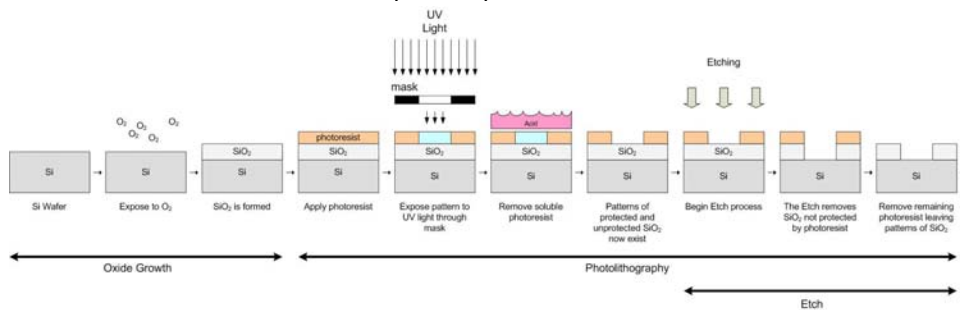 UV
Light
Etching
mask
O₂
O₂
O₂
O₂
O₂
Acid
photoresist
SiO₂
SiO₂
SiO₂
SiO₂
SiO₂
SiO₂
Si
Si
Si
Si
Si
Si
Si
Si
Si
Si
Si Wafer
Expose to O₂
SiO₂ is formed
Apply photoresist
Expose pattern to
UV light through
mask
Remove soluble
photoresist
Patterns of
protected and
unprotected SiO₂
now exist
Begin Etch process
The Etch removes
SiO₂ not protected
by photoresist
Remove remaining
photoresist leaving
patterns of SiO₂
Oxide Growth
Photolithography
Etch